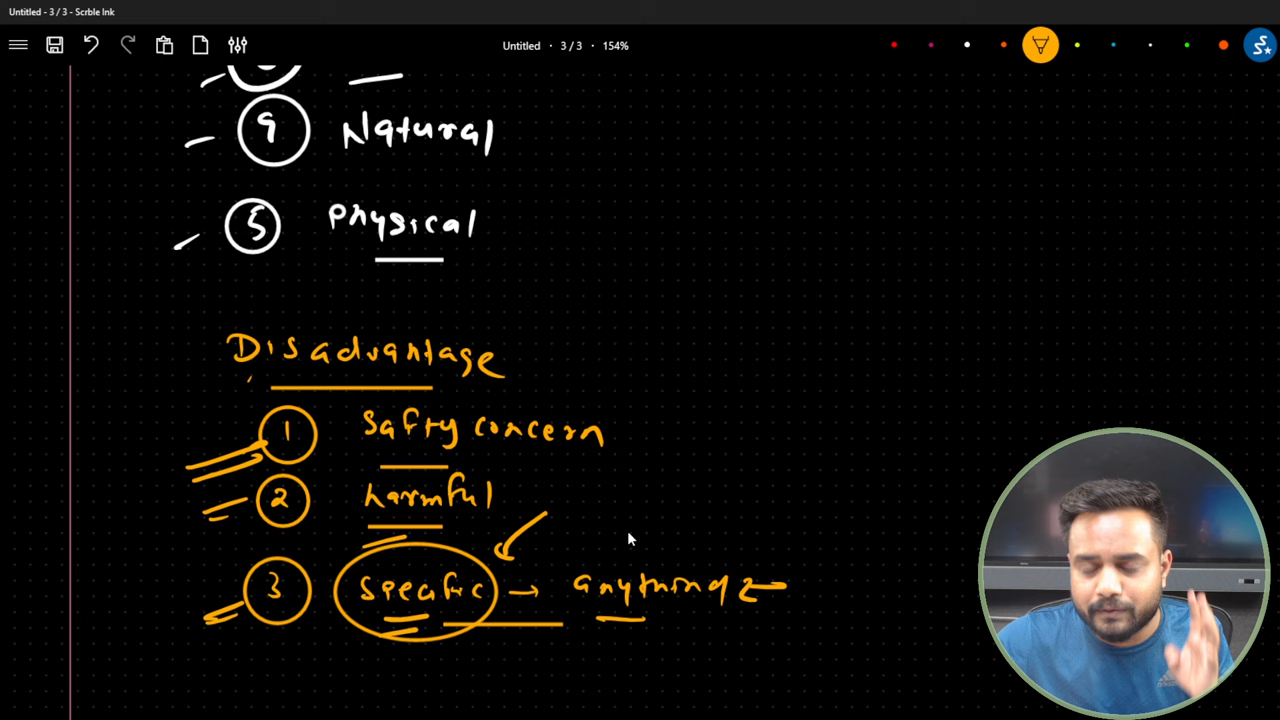 Untitled - 3 / 3 - Scrble Ink
Untitled · 3 / 3 · 154%
4 Natural
5 Physical
Disadvantage
1 Safty concern
2 harmful
3 Specific → anything